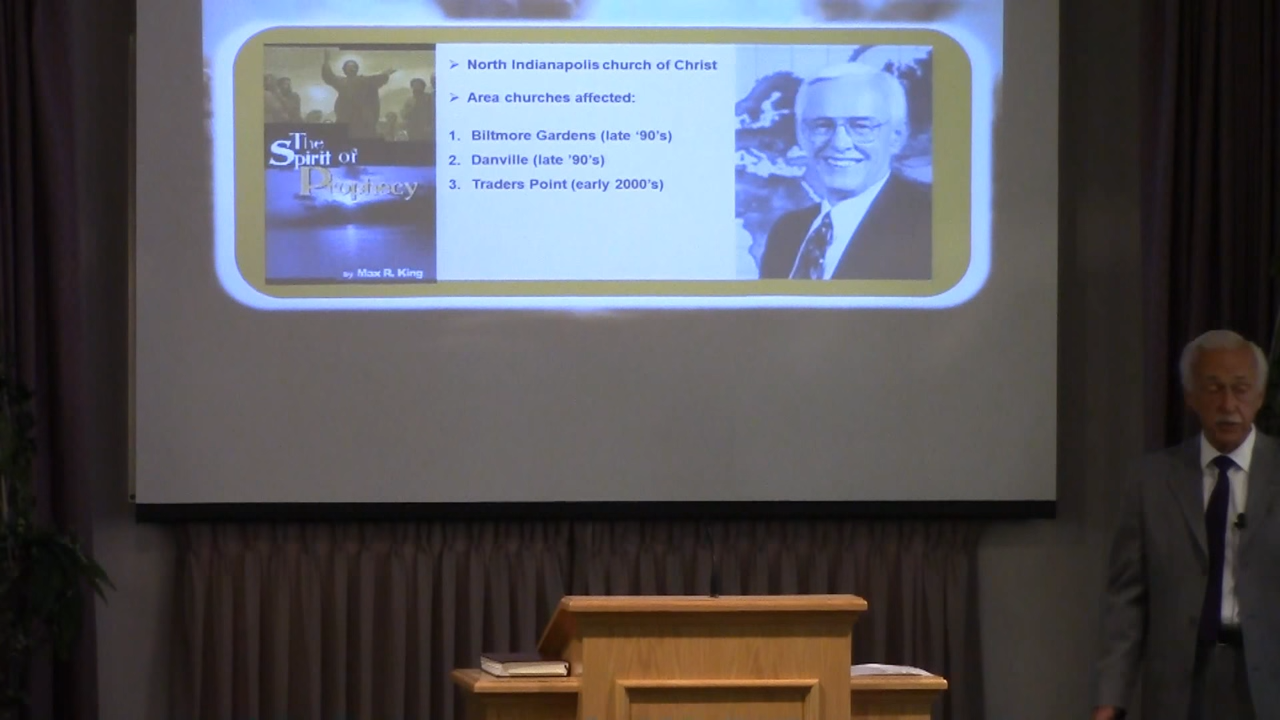 The
Spirit of
Prophecy
by Max R. King
➢ North Indianapolis church of Christ
➢ Area churches affected:
1. Biltmore Gardens (late ‘90’s)
2. Danville (late ’90’s)
3. Traders Point (early 2000’s)